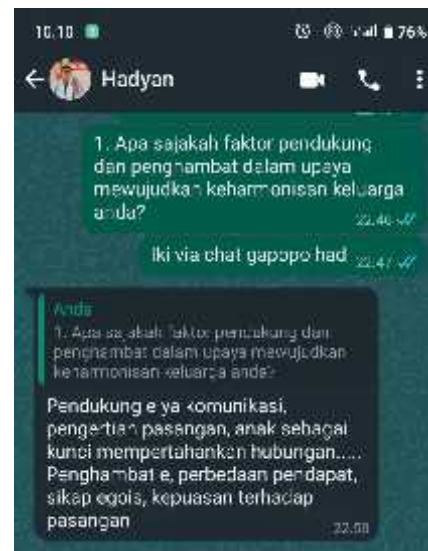 10.10 76%
Hadyan
1. Apa sajakah faktor pendukung
dan penghambat dalam upaya
mewujudkan keharmonisan keluarga
anda?
22.46
Iki via chat gapopo had 22.47
Anda
1. Apa sajakah faktor pendukung dan
penghambat dalam upaya mewujudkan
keharmonisan keluarga anda?
Pendukung e ya komunikasi,
pengertian pasangan, anak sebagai
kunci mempertahankan hubungan.....
Penghambat e, perbedaan pendapat,
sikap egois, kepuasan terhadap
pasangan
22.50